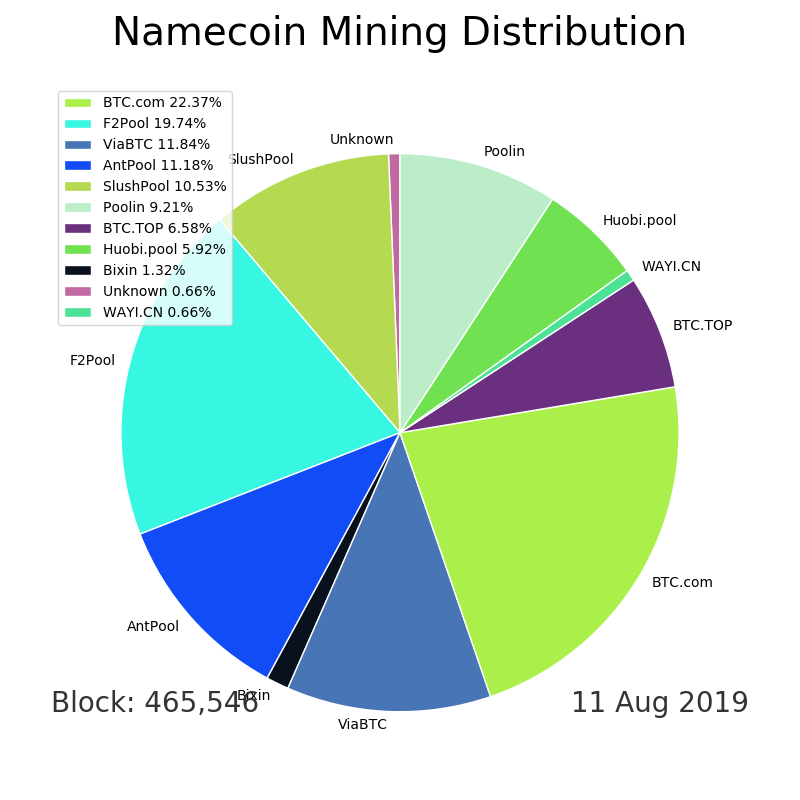 Namecoin Mining Distribution
BTC.com 22.37%
F2Pool 19.74%
ViaBTC 11.84%
AntPool 11.18%
SlushPool 10.53%
Poolin 9.21%
BTC.TOP 6.58%
Huobi.pool 5.92%
Bixin 1.32%
Unknown 0.66%
WAYI.CN 0.66%
Unknown
Poolin
SlushPool
Huobi.pool
WAYI.CN
BTC.TOP
F2Pool
BTC.com
AntPool
Bixin
ViaBTC
Block: 465,546
11 Aug 2019